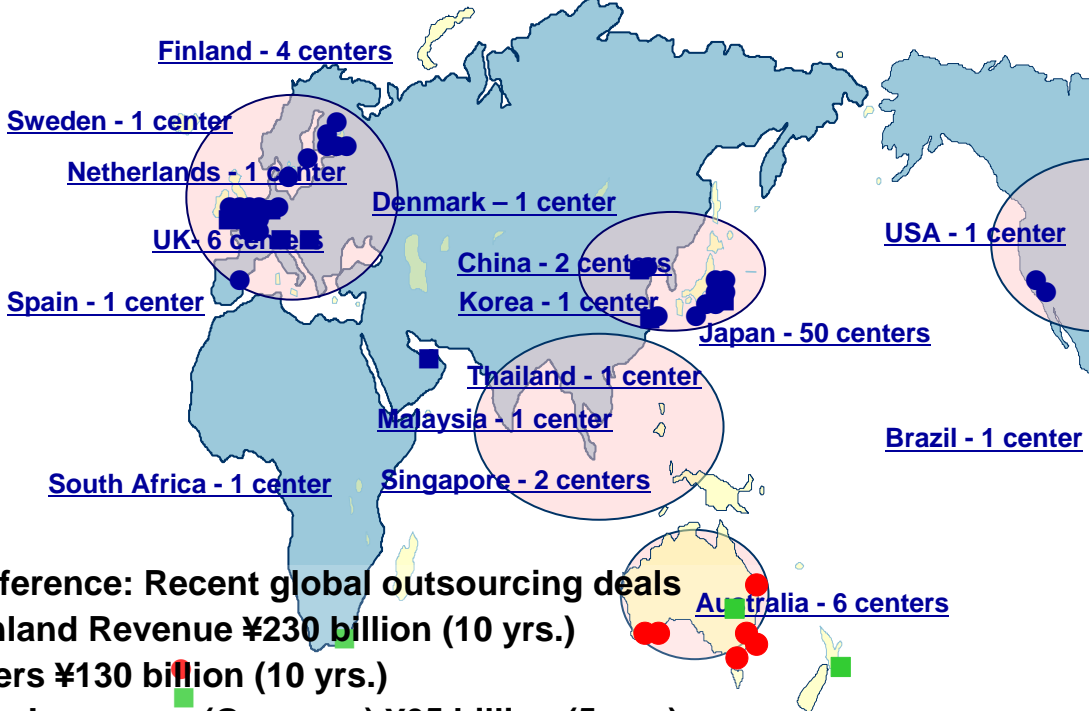 Finland - 4 centers
Sweden - 1 center
Netherlands - 1 center
Denmark – 1 center
UK- 6 centers
USA - 1 center
China - 2 centers
Spain - 1 center
Korea - 1 center
Japan - 50 centers
Thailand - 1 center
Malaysia - 1 center
Brazil - 1 center
South Africa - 1 center
Singapore - 2 centers
ference: Recent global outsourcing deals
Australia - 6 centers
nland Revenue ¥230 billion (10 yrs.)
ers ¥130 billion (10 yrs.)